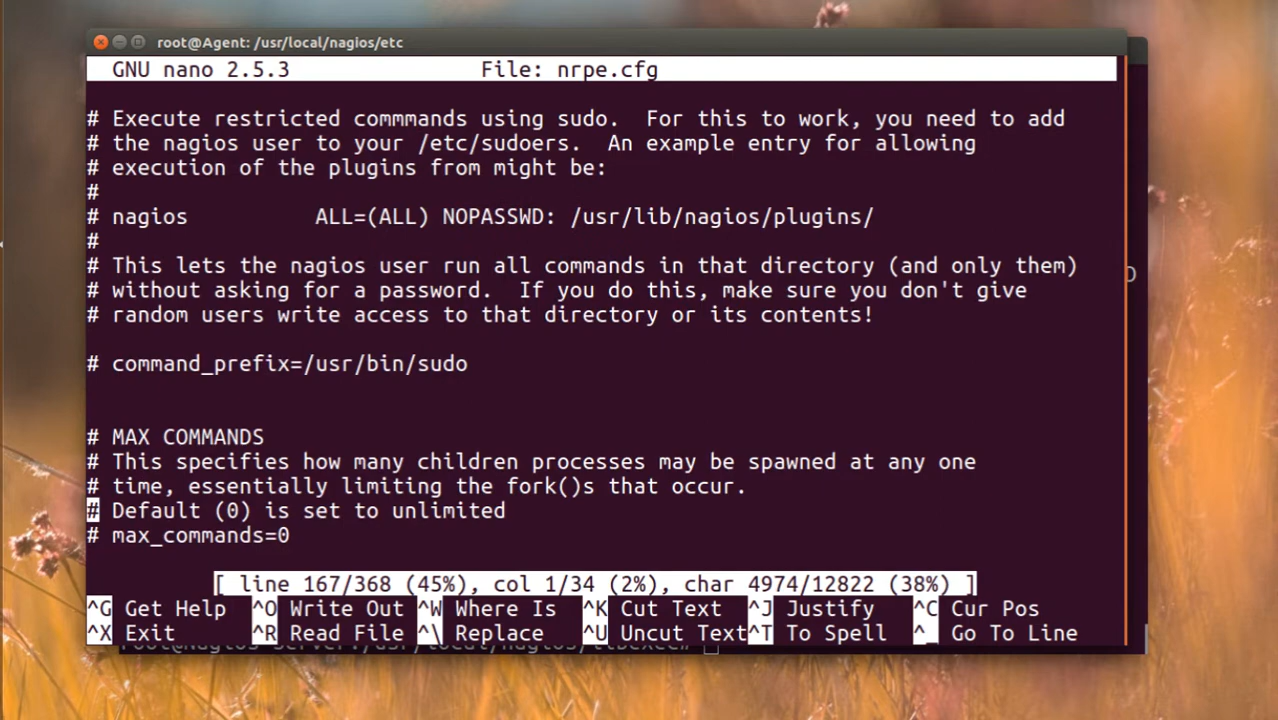 root@Agent: /usr/local/nagios/etc
GNU nano 2.5.3 File: nrpe.cfg
# Execute restricted commmands using sudo. For this to work, you need to add
# the nagios user to your /etc/sudoers. An example entry for allowing
# execution of the plugins from might be:
#
# nagios ALL=(ALL) NOPASSWD: /usr/lib/nagios/plugins/
#
# This lets the nagios user run all commands in that directory (and only them)
# without asking for a password. If you do this, make sure you don't give
# random users write access to that directory or its contents!
# command_prefix=/usr/bin/sudo
# MAX COMMANDS
# This specifies how many children processes may be spawned at any one
# time, essentially limiting the fork()s that occur.
# Default (0) is set to unlimited
# max_commands=0
[ line 167/368 (45%), col 1/34 (2%), char 4974/12822 (38%) ]
^G Get Help ^O Write Out ^W Where Is ^K Cut Text ^J Justify ^C Cur Pos
^X Exit ^R Read File ^\ Replace ^U Uncut Text ^T To Spell ^_ Go To Line